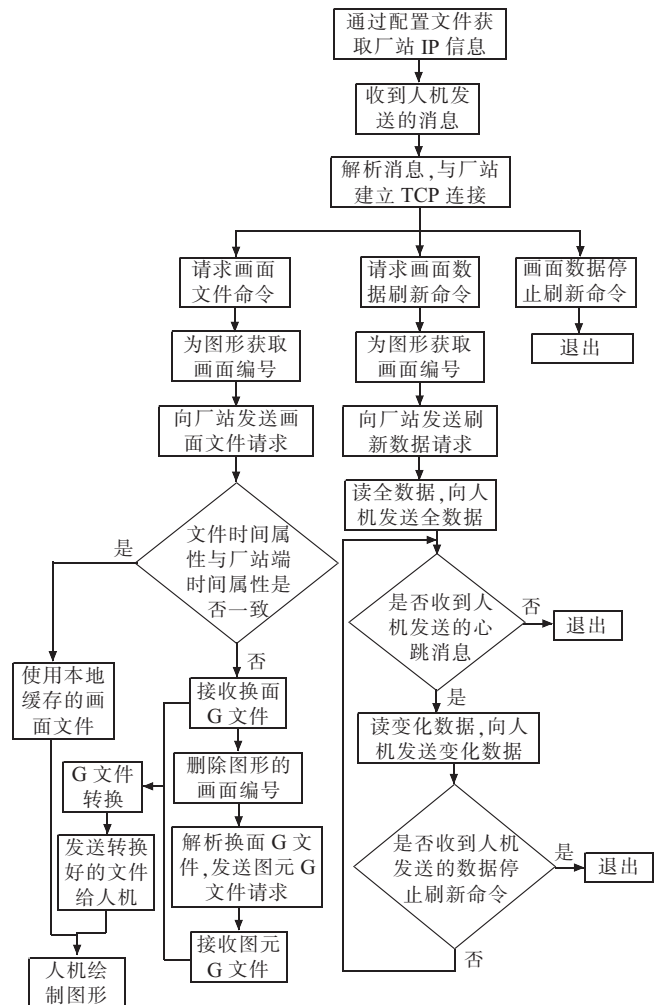 通过配置文件获
取厂站 IP 信息
收到人机发
送的消息
解析消息,与厂站
建立 TCP 连接
请求画面
文件命令
为图形获取
画面编号
向厂站发送画
面文件请求
文件时间属
性与厂站端
时间属性是
否一致
是
使用本地
缓存的画
面文件
否
接收换面
G 文件
删除图形的
画面编号
解析换面 G 文
件,发送图元 G
文件请求
接收图元
G 文件
G 文件
转换
发送转换
好的文件
给人机
人机绘
制图形
请求画面数
据刷新命令
为图形获取
画面编号
向厂站发送刷
新数据请求
读全数据,向人
机发送全数据
是否收到人
机发送的心
跳消息
否
退出
是
读变化数据,向人
机发送变化数据
是否收到人机
发送的数据停
止刷新命令
是
退出
否
画面数据停
止刷新命令
退出